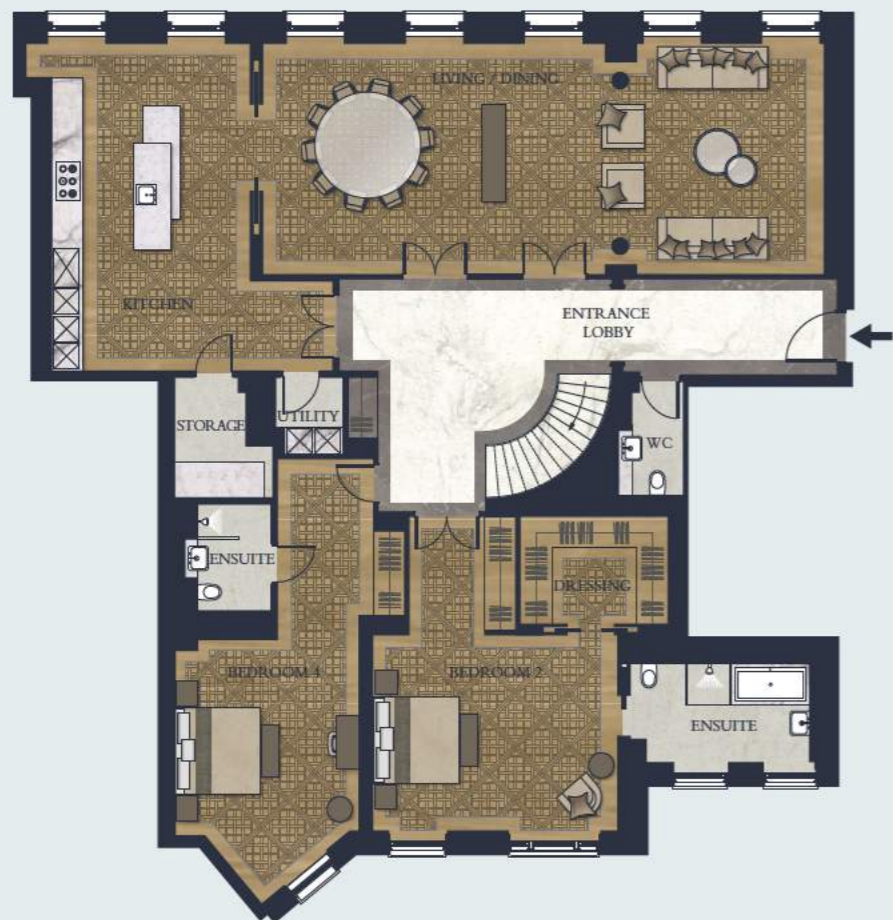 LIVING / DINING
KITCHEN
ENTRANCE
LOBBY
STORAGE
UTILITY
WC
ENSUITE
DRESSING
BEDROOM 4
BEDROOM 2
ENSUITE